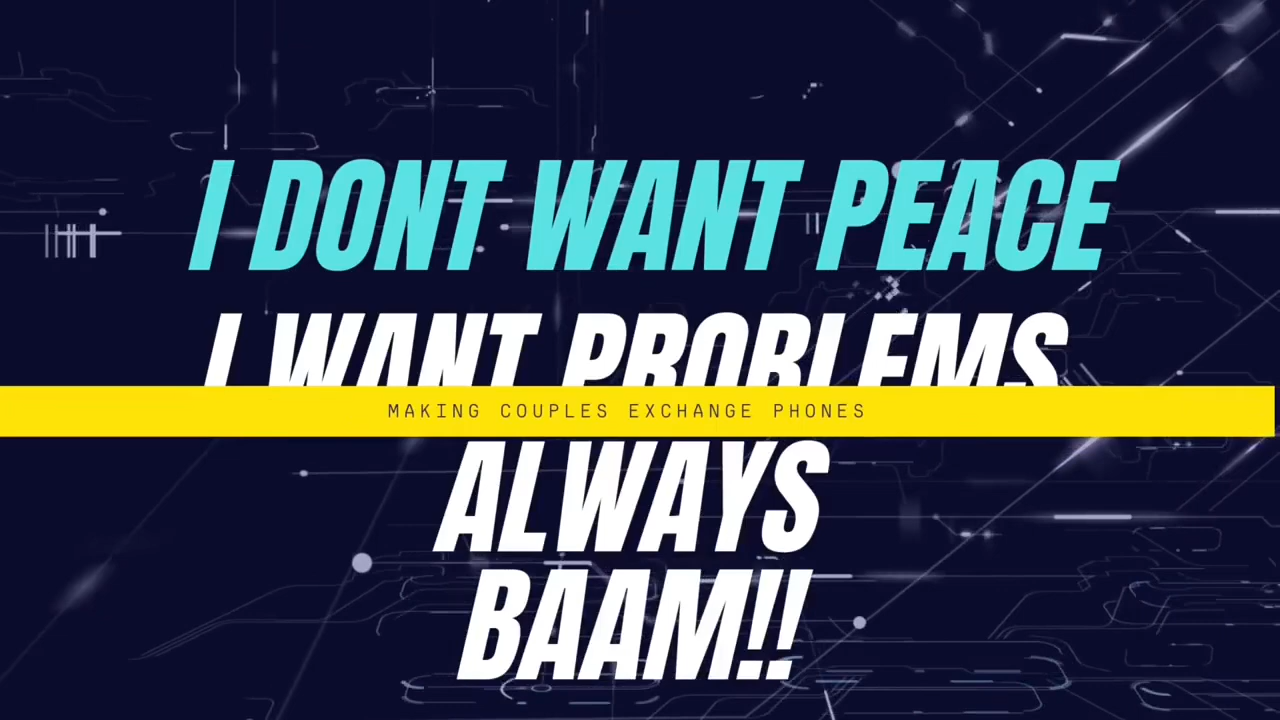 I DONT WANT PEACE
I WANT PROBLEMS
MAKING COUPLES EXCHANGE PHONES
ALWAYS
BAAM!!